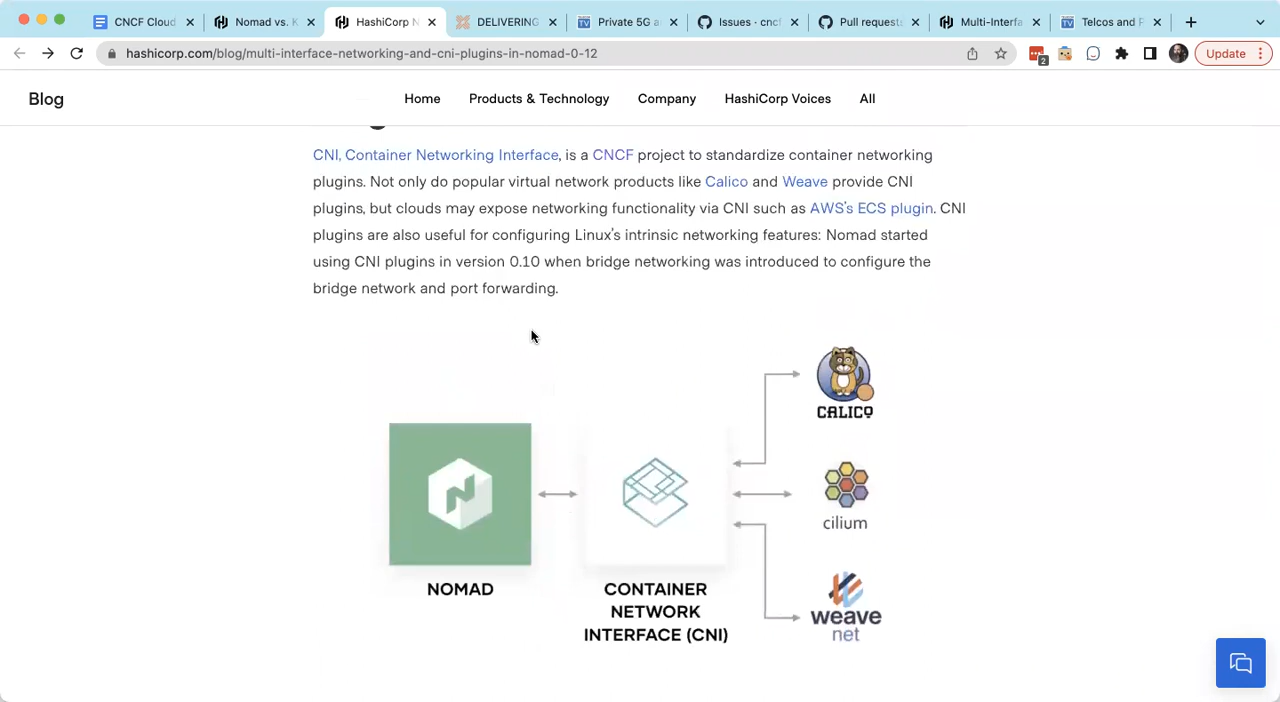 CNCF Cloud
Nomad vs. K
HashiCorp N
DELIVERING
Private 5G a
Issues · cncf
Pull requests
Multi-Interfa
Telcos and P
hashicorp.com/blog/multi-interface-networking-and-cni-plugins-in-nomad-0-12
2
Update
Blog
Home
Products & Technology
Company
HashiCorp Voices
All
CNI, Container Networking Interface, is a CNCF project to standardize container networking
plugins. Not only do popular virtual network products like Calico and Weave provide CNI
plugins, but clouds may expose networking functionality via CNI such as AWS's ECS plugin. CNI
plugins are also useful for configuring Linux's intrinsic networking features: Nomad started
using CNI plugins in version 0.10 when bridge networking was introduced to configure the
bridge network and port forwarding.
CALICO
cilium
NOMAD
CONTAINER
NETWORK
INTERFACE (CNI)
weave
net